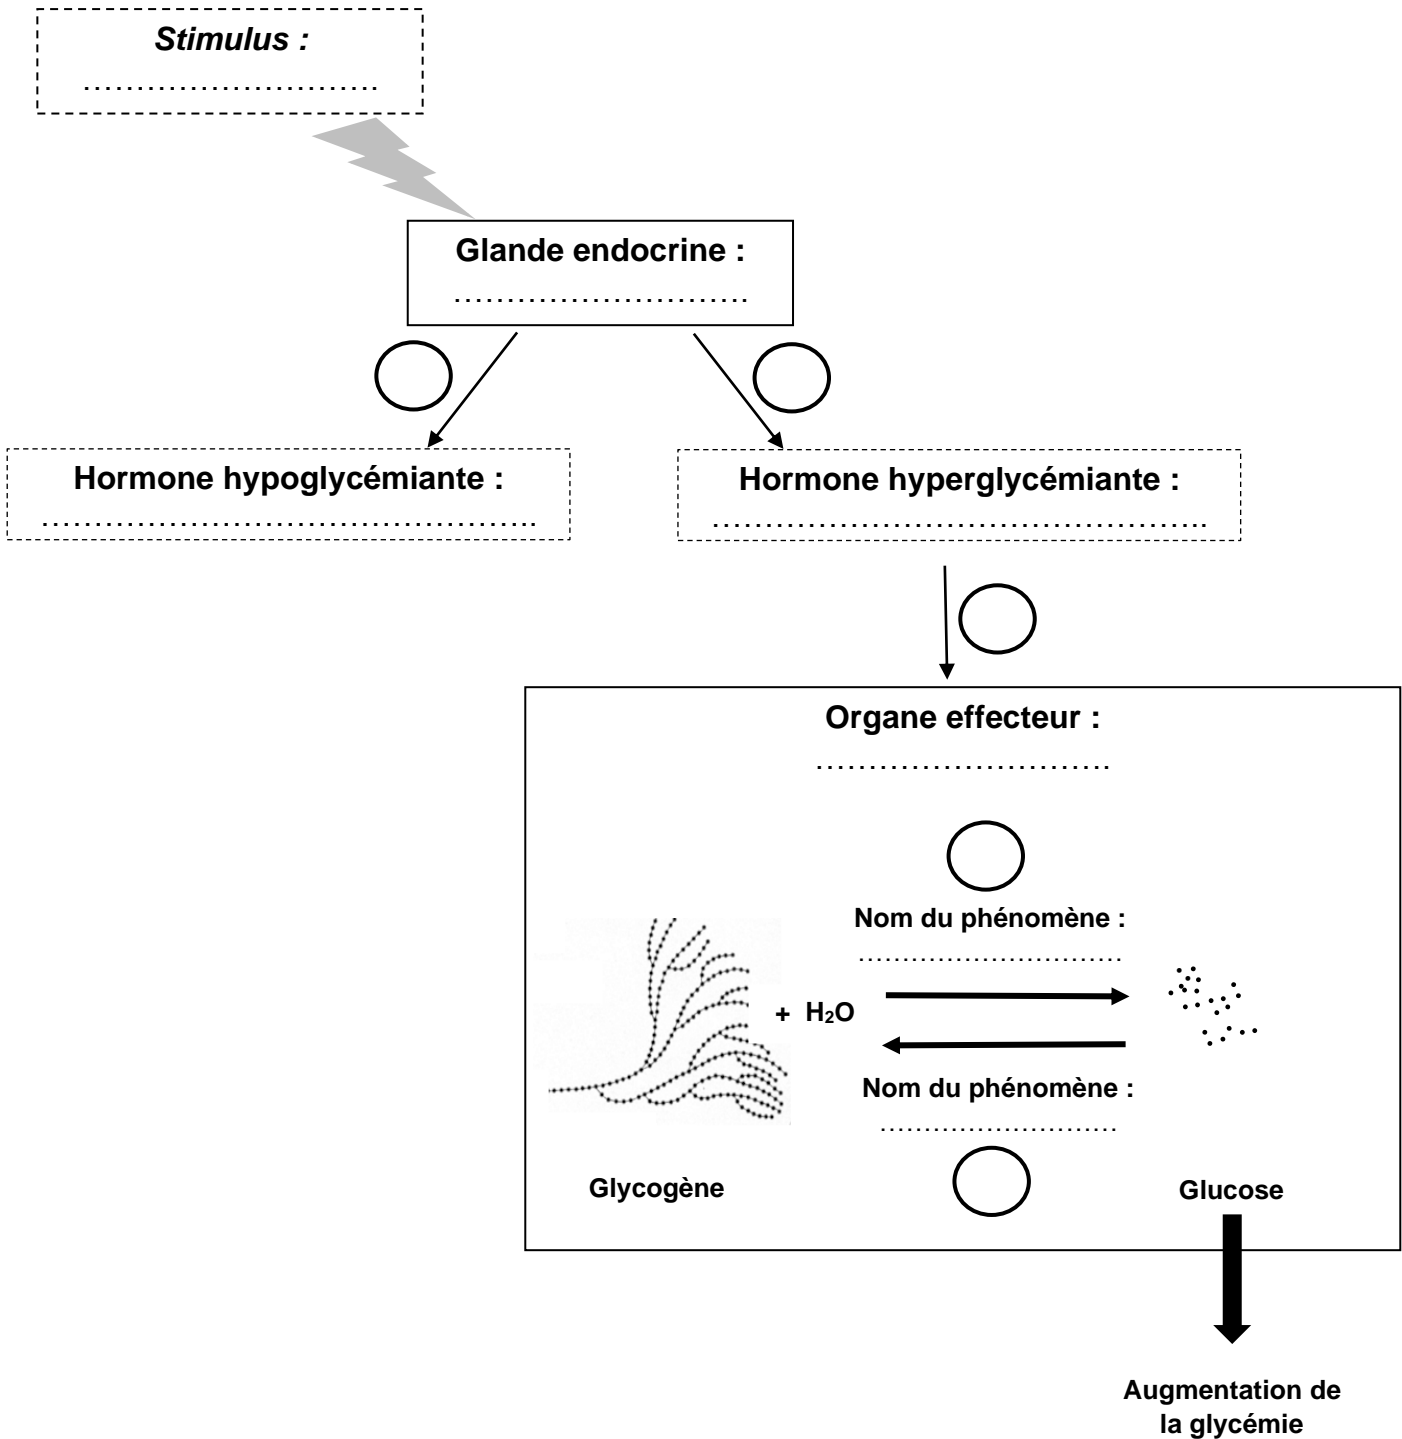 Stimulus :
............................
Glande endocrine :
............................
Hormone hypoglycémiante :
...............................................
Hormone hyperglycémiante :
...............................................
Organe effecteur :
............................
Nom du phénomène :
..............................
+ H₂O
Nom du phénomène :
...........................
Glycogène
Glucose
Augmentation de
la glycémie